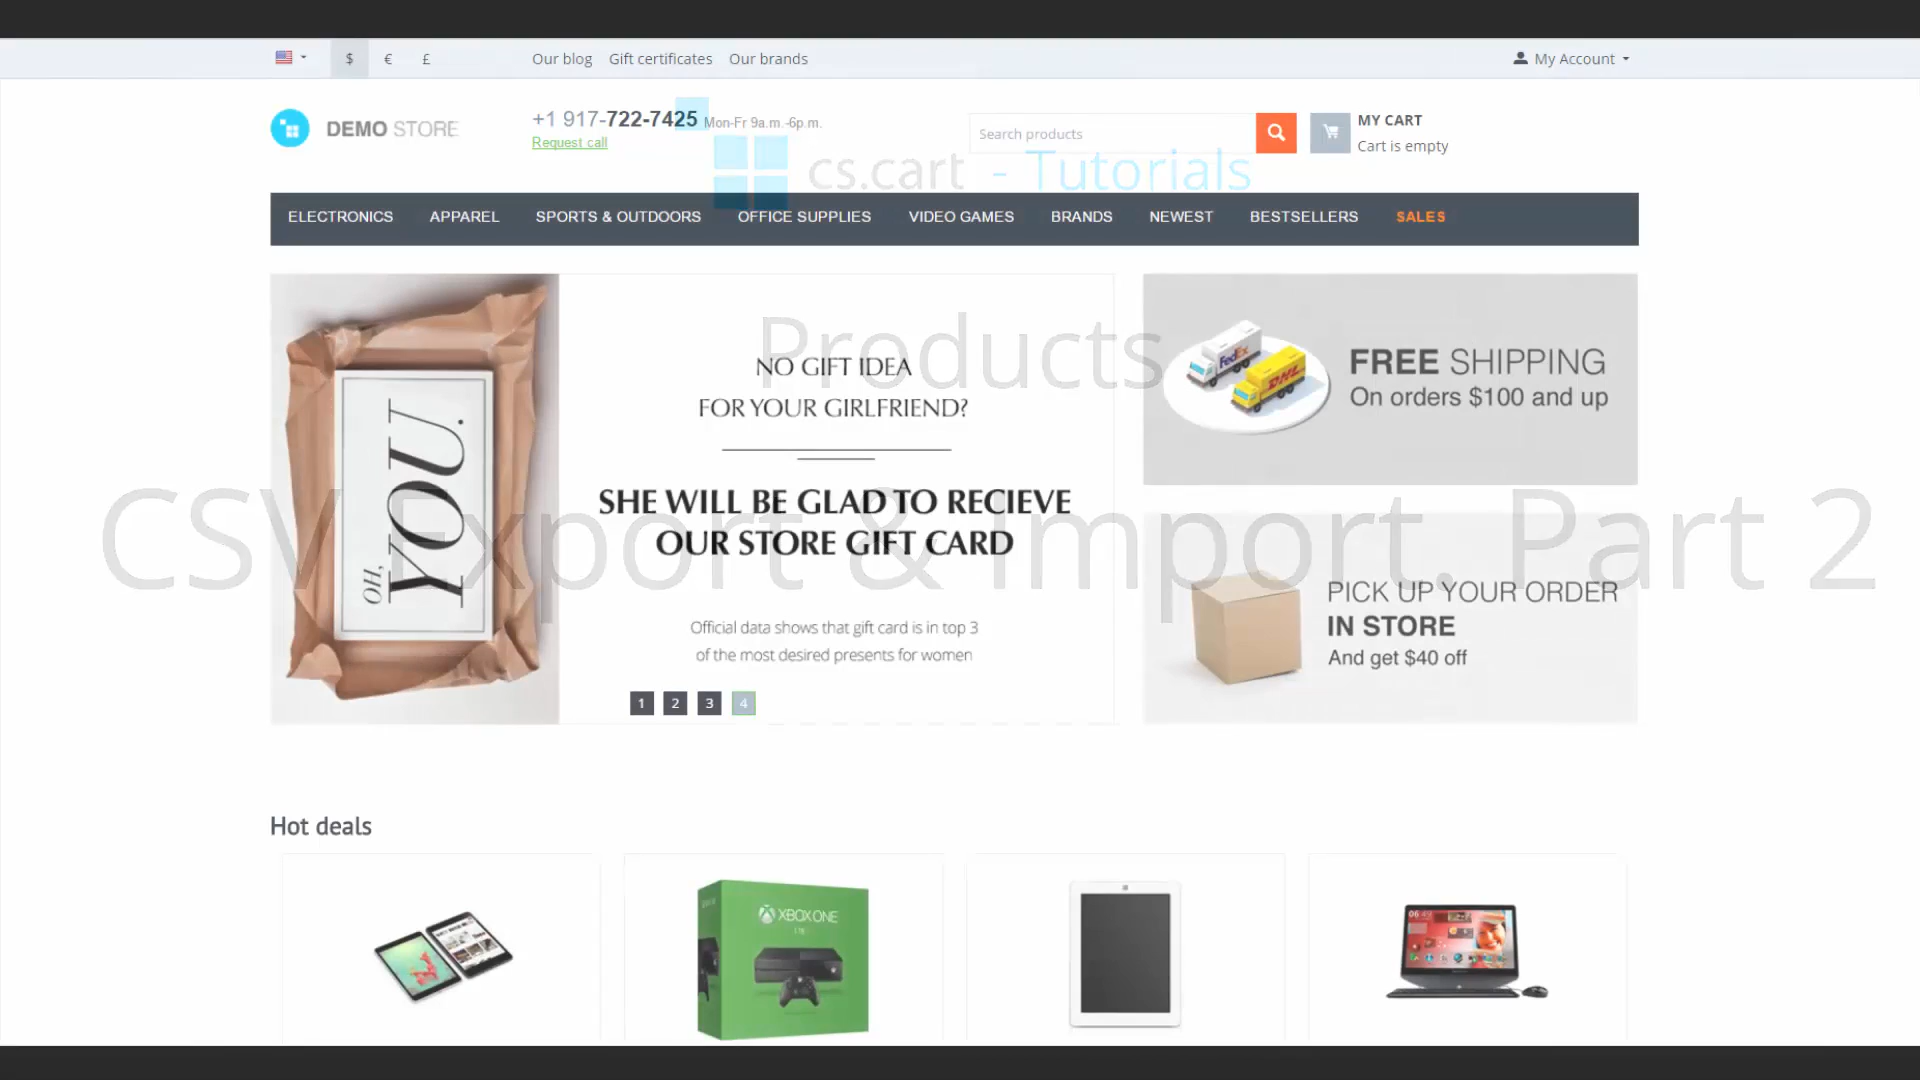 $ € £ Our blog Gift certificates Our brands My Account
DEMO STORE
+1 917-722-7425 Mon-Fr 9a.m.-6p.m.
Request call
Search products
MY CART
Cart is empty
cs.cart - Tutorials
ELECTRONICS APPAREL SPORTS & OUTDOORS OFFICE SUPPLIES VIDEO GAMES BRANDS NEWEST BESTSELLERS SALES
Products
OH,
YOU.
NO GIFT IDEA
FOR YOUR GIRLFRIEND?
SHE WILL BE GLAD TO RECIEVE
OUR STORE GIFT CARD
Official data shows that gift card is in top 3
of the most desired presents for women
1 2 3 4
FedEx
DHL
FREE SHIPPING
On orders $100 and up
CSV Export & Import. Part 2
PICK UP YOUR ORDER
IN STORE
And get $40 off
Hot deals
XBOX ONE